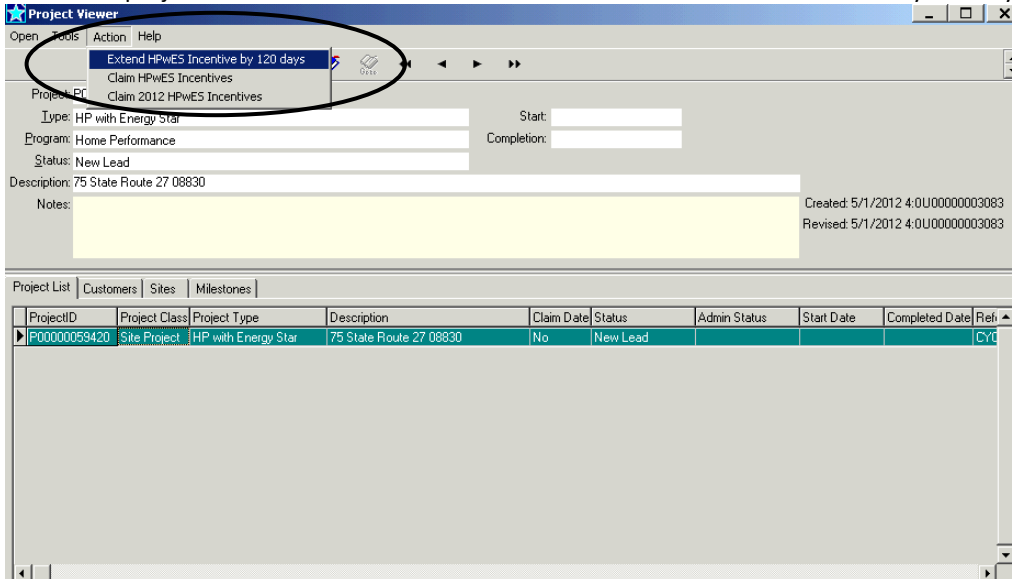 Project Viewer
Open Tools Action Help
Extend HPwES Incentive by 120 days
Claim HPwES Incentives
Claim 2012 HPwES Incentives
Goto
Project:
Type: HP with Energy Star Start:
Program: Home Performance Completion:
Status: New Lead
Description: 75 State Route 27 08830
Notes:
Created: 5/1/2012 4:0U00000003083
Revised: 5/1/2012 4:0U00000003083
Project List Customers Sites Milestones
ProjectID Project Class Project Type Description Claim Date Status Admin Status Start Date Completed Date
P00000059420 Site Project HP with Energy Star 75 State Route 27 08830 No New Lead